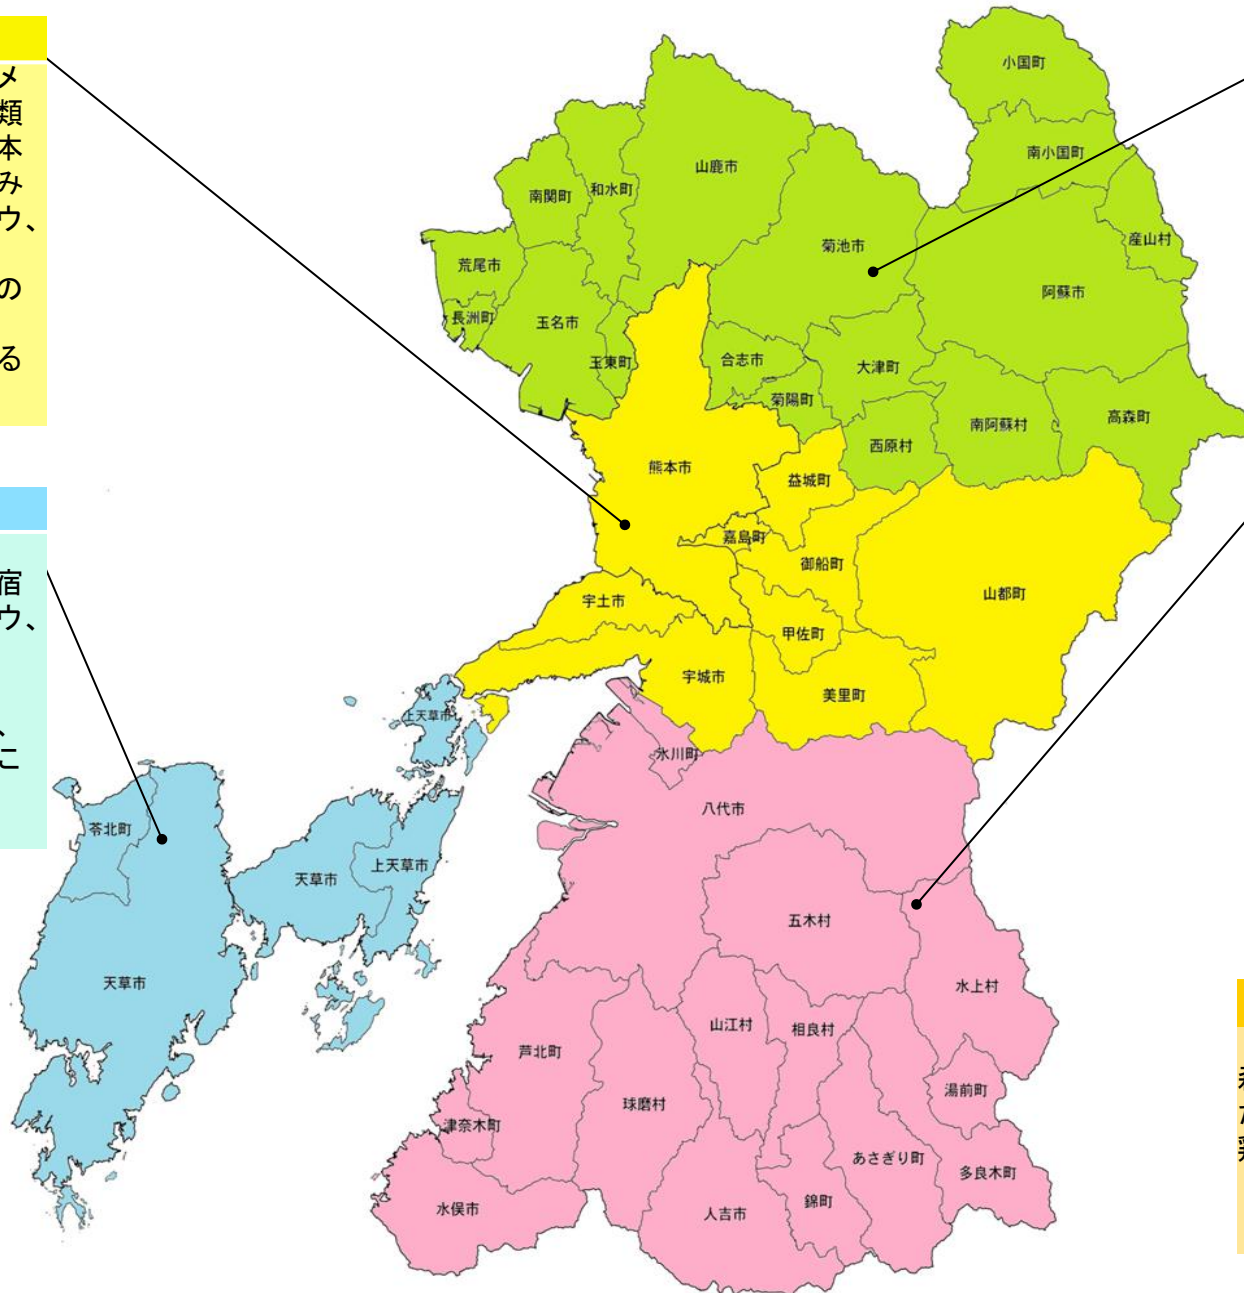 メ
類
本
み
ウ、
の
る
宿
ウ、
、
こ
小国町
南小国町
山鹿市
和水町
南関町
産山村
菊池市
荒尾市
阿蘇市
長洲町
玉名市
玉東町
合志市
大津町
菊陽町
高森町
南阿蘇村
西原村
熊本市
益城町
嘉島町
御船町
山都町
宇土市
甲佐町
宇城市
美里町
上天草市
氷川町
八代市
苓北町
上天草市
天草市
五木村
天草市
水上村
山江村
相良村
芦北町
湯前町
球磨村
津奈木町
あさぎり町
多良木町
錦町
水俣市
人吉市